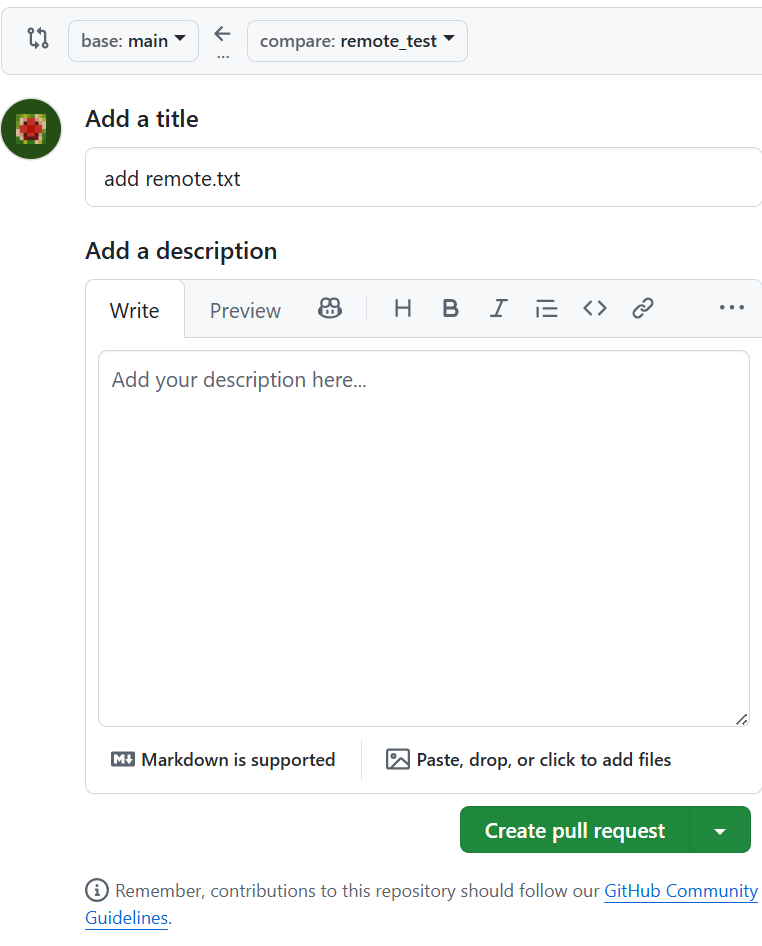 base: main compare: remote_test
...
Add a title
add remote.txt
Add a description
Write Preview H B I <> ...
Add your description here...
Markdown is supported Paste, drop, or click to add files
Create pull request
Remember, contributions to this repository should follow our GitHub Community
Guidelines.